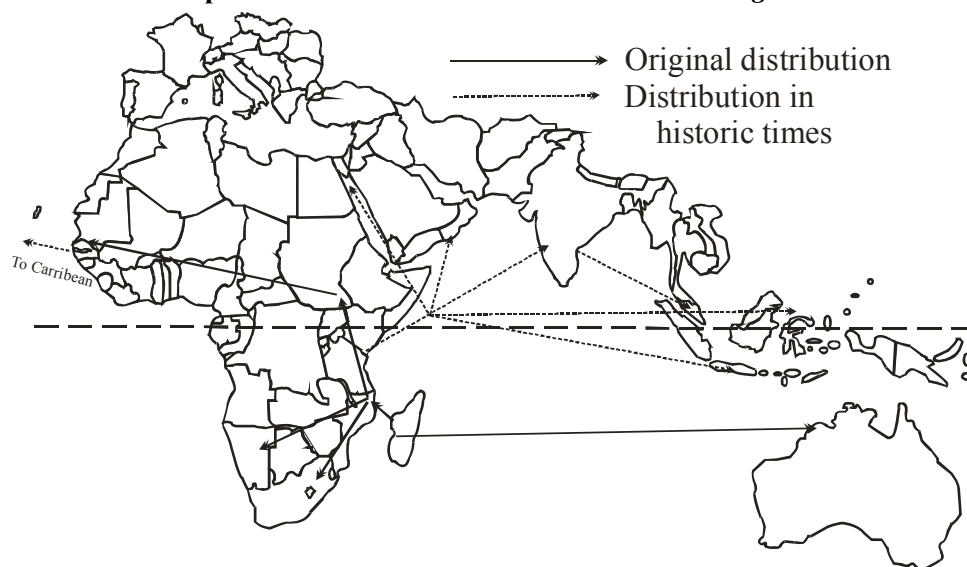 Original distribution
Distribution in
historic times
To Carribean